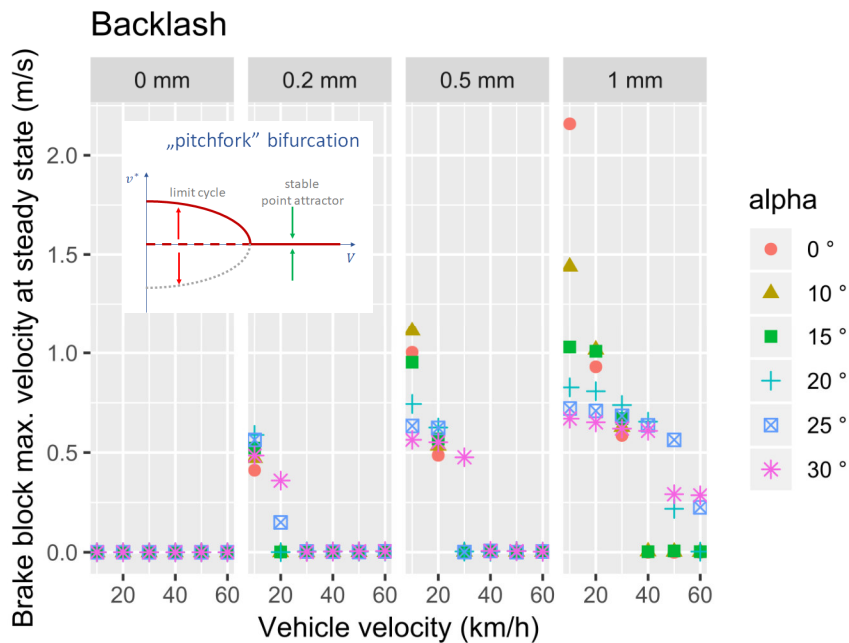 Backlash
0 mm
0.2 mm
0.5 mm
1 mm
Brake block max. velocity at steady state (m/s)
2.0
1.5
1.0
0.5
0.0
„pitchfork” bifurcation
v*
limit cycle
stable
point attractor
V
20 40 60
20 40 60
20 40 60
20 40 60
Vehicle velocity (km/h)
alpha
0 °
10 °
15 °
20 °
25 °
30 °